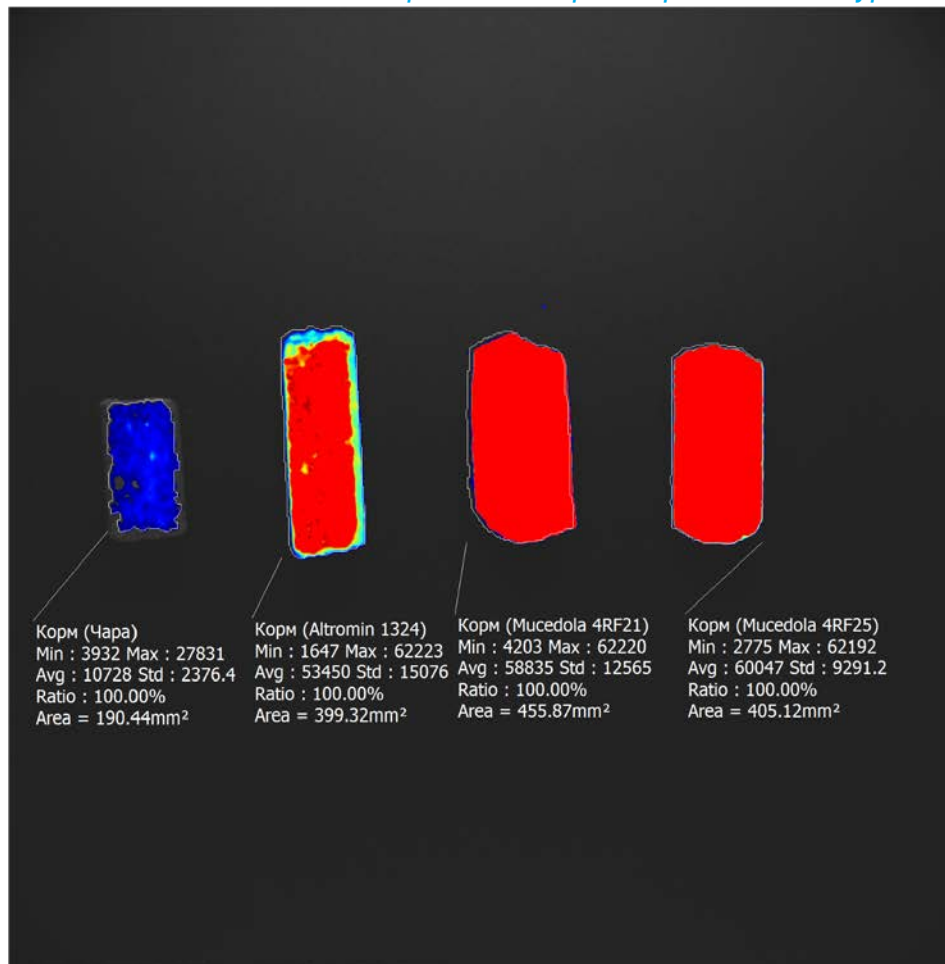 Корм (Чара)
Min : 3932 Max : 27831
Avg : 10728 Std : 2376.4
Ratio : 100.00%
Area = 190.44mm²
Корм (Altromin 1324)
Min : 1647 Max : 62223
Avg : 53450 Std : 15076
Ratio : 100.00%
Area = 399.32mm²
Корм (Mucedola 4RF21)
Min : 4203 Max : 62220
Avg : 58835 Std : 12565
Ratio : 100.00%
Area = 455.87mm²
Корм (Mucedola 4RF25)
Min : 2775 Max : 62192
Avg : 60047 Std : 9291.2
Ratio : 100.00%
Area = 405.12mm²